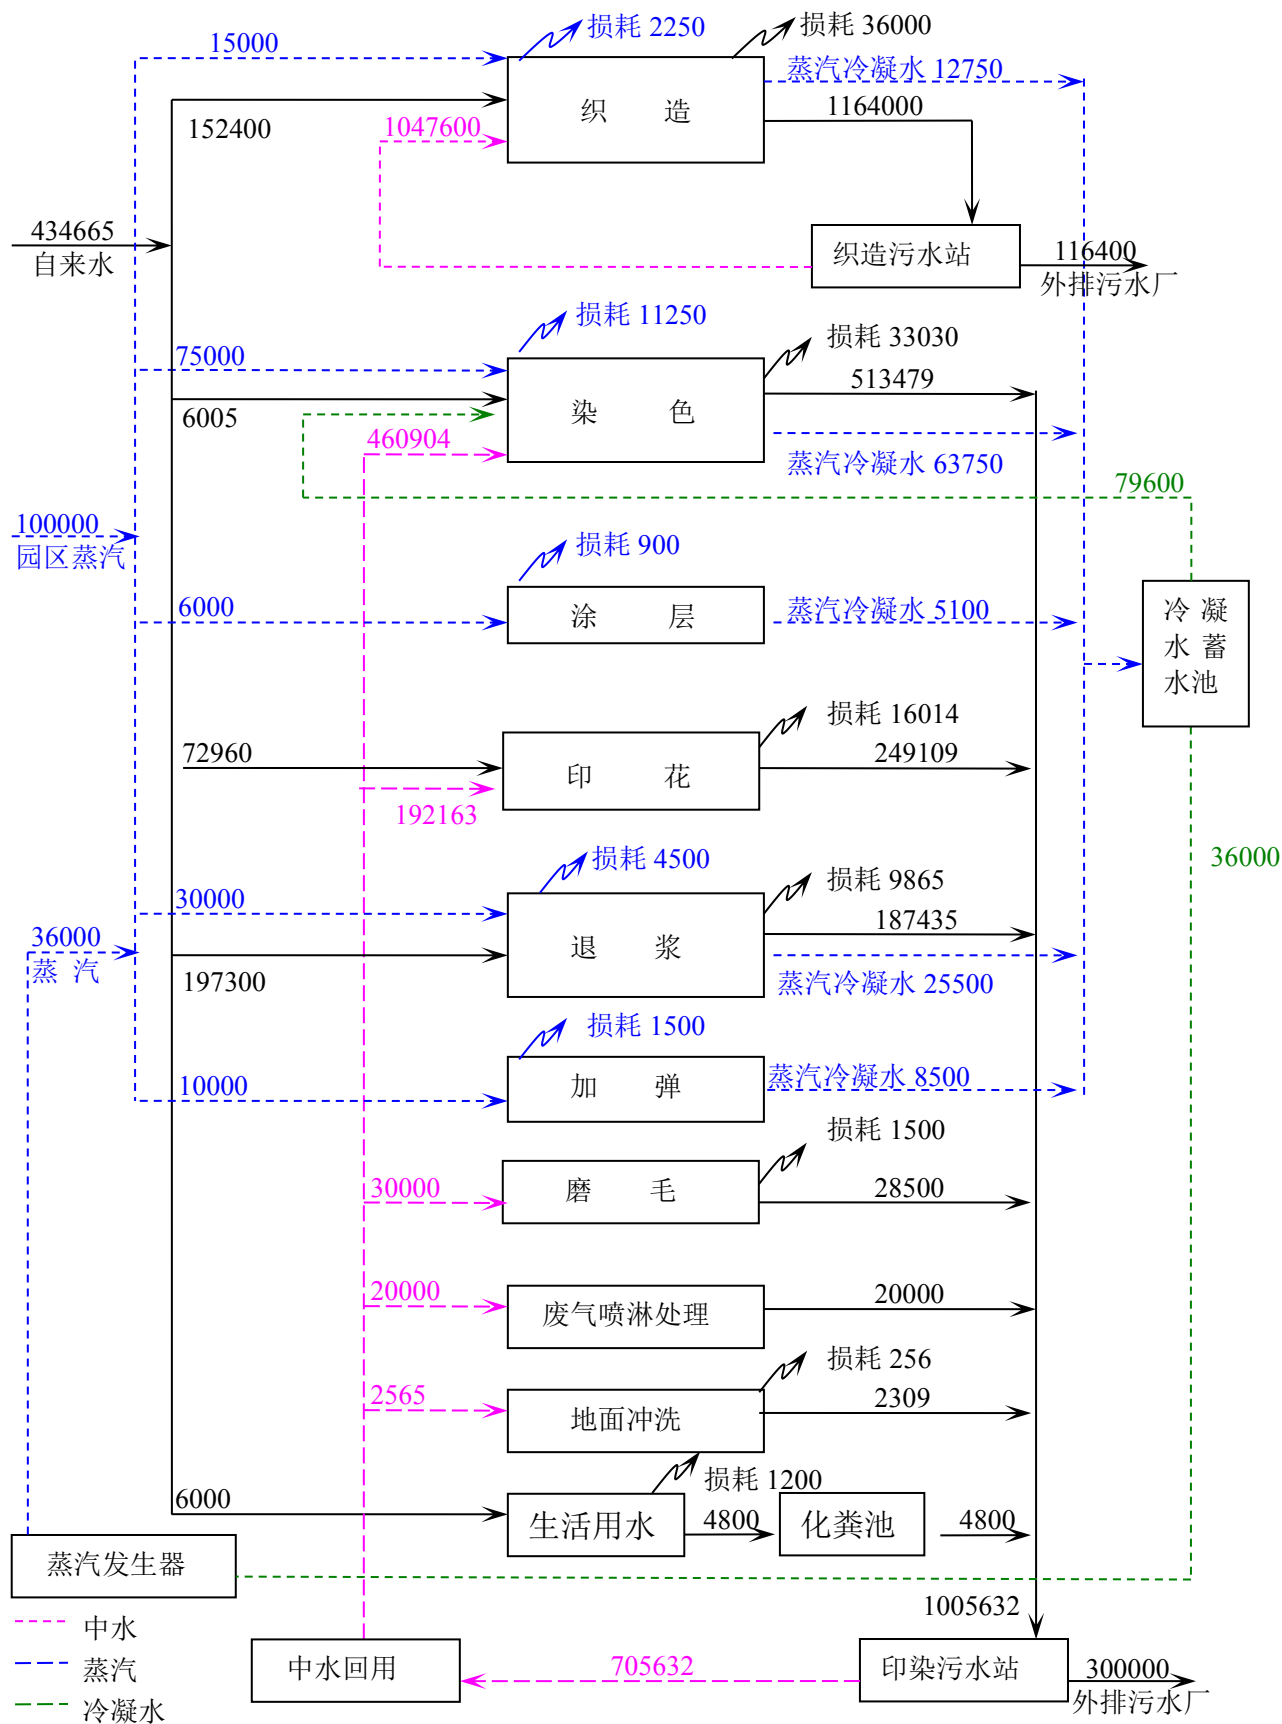 损耗 2250
损耗 36000
15000
蒸汽冷凝水 12750
织 造
1164000
152400
1047600
434665
自来水
织造污水站
116400
外排污水厂
损耗 11250
损耗 33030
75000
513479
6005
染 色
460904
蒸汽冷凝水 63750
79600
100000
园区蒸汽
损耗 900
6000
涂 层
蒸汽冷凝水 5100
冷 凝
水 蓄
水池
损耗 16014
72960
249109
印 花
192163
36000
损耗 4500
损耗 9865
30000
187435
36000
蒸 汽
退 浆
197300
蒸汽冷凝水 25500
损耗 1500
10000
加 弹
蒸汽冷凝水 8500
损耗 1500
30000
磨 毛
28500
20000
废气喷淋处理
20000
损耗 256
2565
地面冲洗
2309
损耗 1200
6000
生活用水
4800
化粪池
4800
蒸汽发生器
1005632
中水
蒸汽
冷凝水
中水回用
705632
印染污水站
300000
外排污水厂